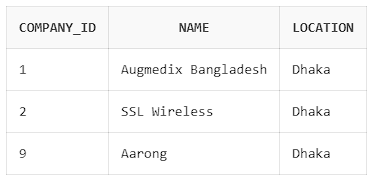 COMPANY_ID NAME LOCATION
1 Augmedix Bangladesh Dhaka
2 SSL Wireless Dhaka
9 Aarong Dhaka